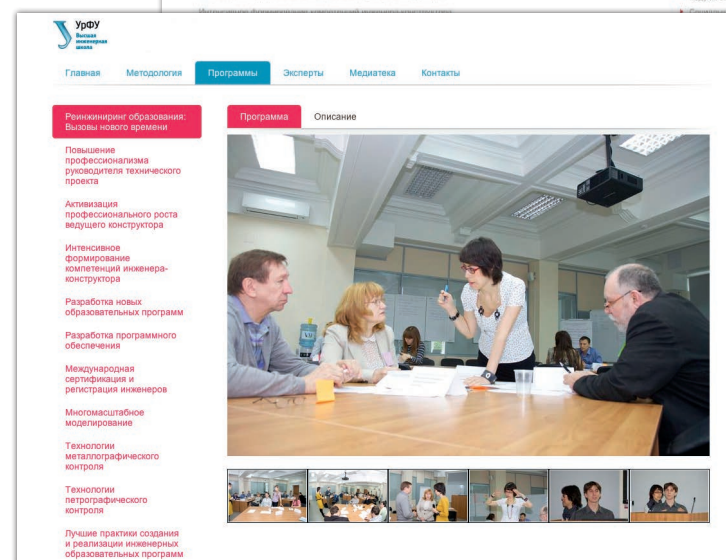 УрФУ
Высшая
инженерная
школа
Главная Методология Программы Эксперты Медиатека Контакты
Реинжиниринг образования:
Вызовы нового времени
Повышение
профессионализма
руководителя технического
проекта
Активизация
профессионального роста
ведущего конструктора
Интенсивное
формирование
компетенций инженера-
конструктора
Разработка новых
образовательных программ
Разработка программного
обеспечения
Международная
сертификация и
регистрация инженеров
Многомасштабное
моделирование
Технологии
металлографического
контроля
Технологии
петрографического
контроля
Лучшие практики создания
и реализации инженерных
образовательных программ
Программа Описание